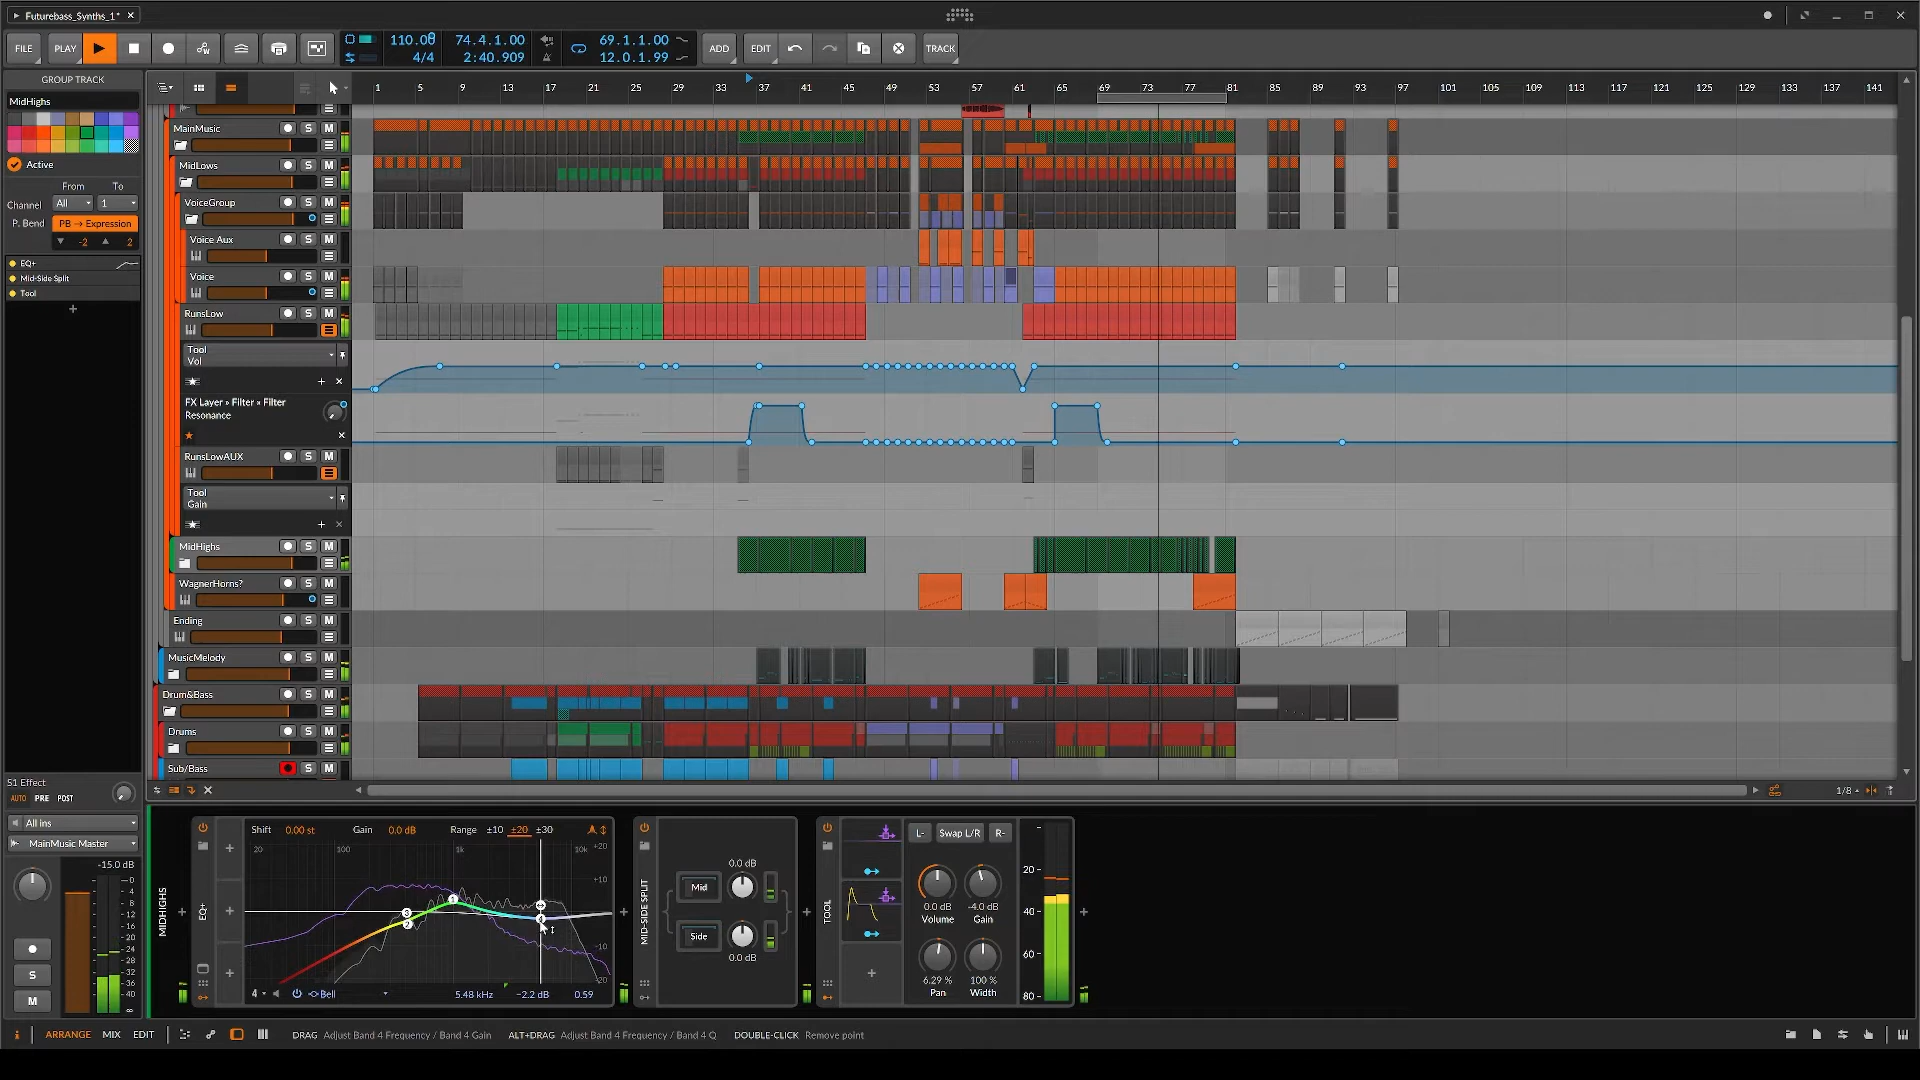 Futurebass_Synths_1*
FILE PLAY 110.00 4/4 74.4.1.00 2:40.909 69.1.1.00 12.0.1.99 ADD EDIT TRACK
GROUP TRACK
MidHighs
Active
From To
Channel All 1
P. Bend PB → Expression
-2 2
EQ+
Mid-Side Split
Tool
+
1 5 9 13 17 21 25 29 33 37 41 45 49 53 57 61 65 69 73 77 81 85 89 93 97 101 105 109 113 117 121 125 129 133 137 141
MainMusic S M
MidLows S M
VoiceGroup S M
Voice Aux S M
Voice S M
RunsLow S M
Tool
Vol
FX Layer » Filter » Filter
Resonance
RunsLowAUX S M
Tool
Gain
MidHighs S M
WagnerHorns? S M
Ending S M
MusicMelody S M
Drum&Bass S M
Drums S M
Sub/Bass S M
1/8
S1 Effect
AUTO PRE POST
All ins
MainMusic Master
-15.0 dB
0
4
8
12
16
20
24
28
32
36
40
S
M
MIDHIGHS
EQ+
Shift 0.00 st Gain 0.0 dB Range ±10 ±20 ±30
20 100 1k 10k +20
+10
-10
-20
1 2 3 4
4 Bell 5.48 kHz -2.2 dB 0.59
MID-SIDE SPLIT
0.0 dB
Mid
Side
0.0 dB
TOOL
L- Swap L/R R-
0.0 dB -4.0 dB
Volume Gain
6.29 % 100 %
Pan Width
20
40
60
80
i ARRANGE MIX EDIT DRAG Adjust Band 4 Frequency / Band 4 Gain ALT+DRAG Adjust Band 4 Frequency / Band 4 Q DOUBLE-CLICK Remove point